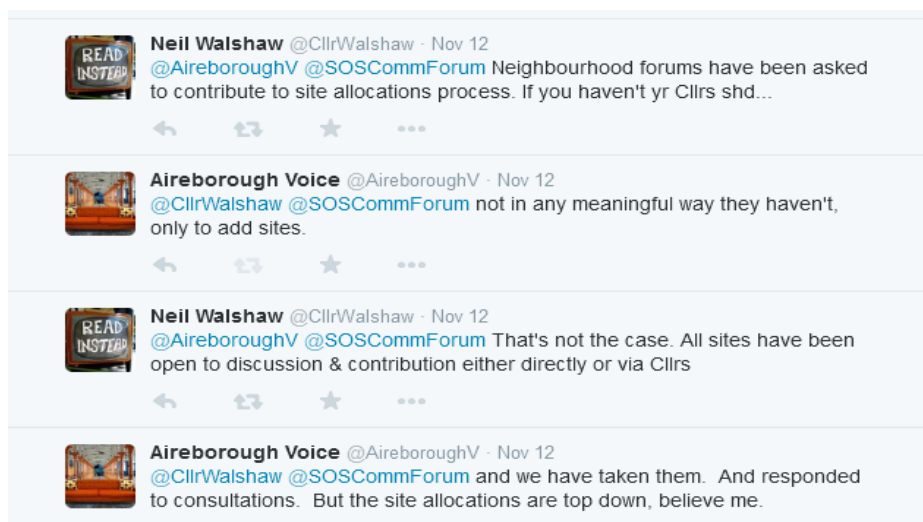 READ
INSTEAD
Neil Walshaw @CllrWalshaw · Nov 12
@AireboroughV @SOSCommForum Neighbourhood forums have been asked
to contribute to site allocations process. If you haven't yr Cllrs shd...
Aireborough Voice @AireboroughV · Nov 12
@CllrWalshaw @SOSCommForum not in any meaningful way they haven't,
only to add sites.
READ
INSTEAD
Neil Walshaw @CllrWalshaw · Nov 12
@AireboroughV @SOSCommForum That's not the case. All sites have been
open to discussion & contribution either directly or via Cllrs
Aireborough Voice @AireboroughV · Nov 12
@CllrWalshaw @SOSCommForum and we have taken them.  And responded
to consultations.  But the site allocations are top down, believe me.